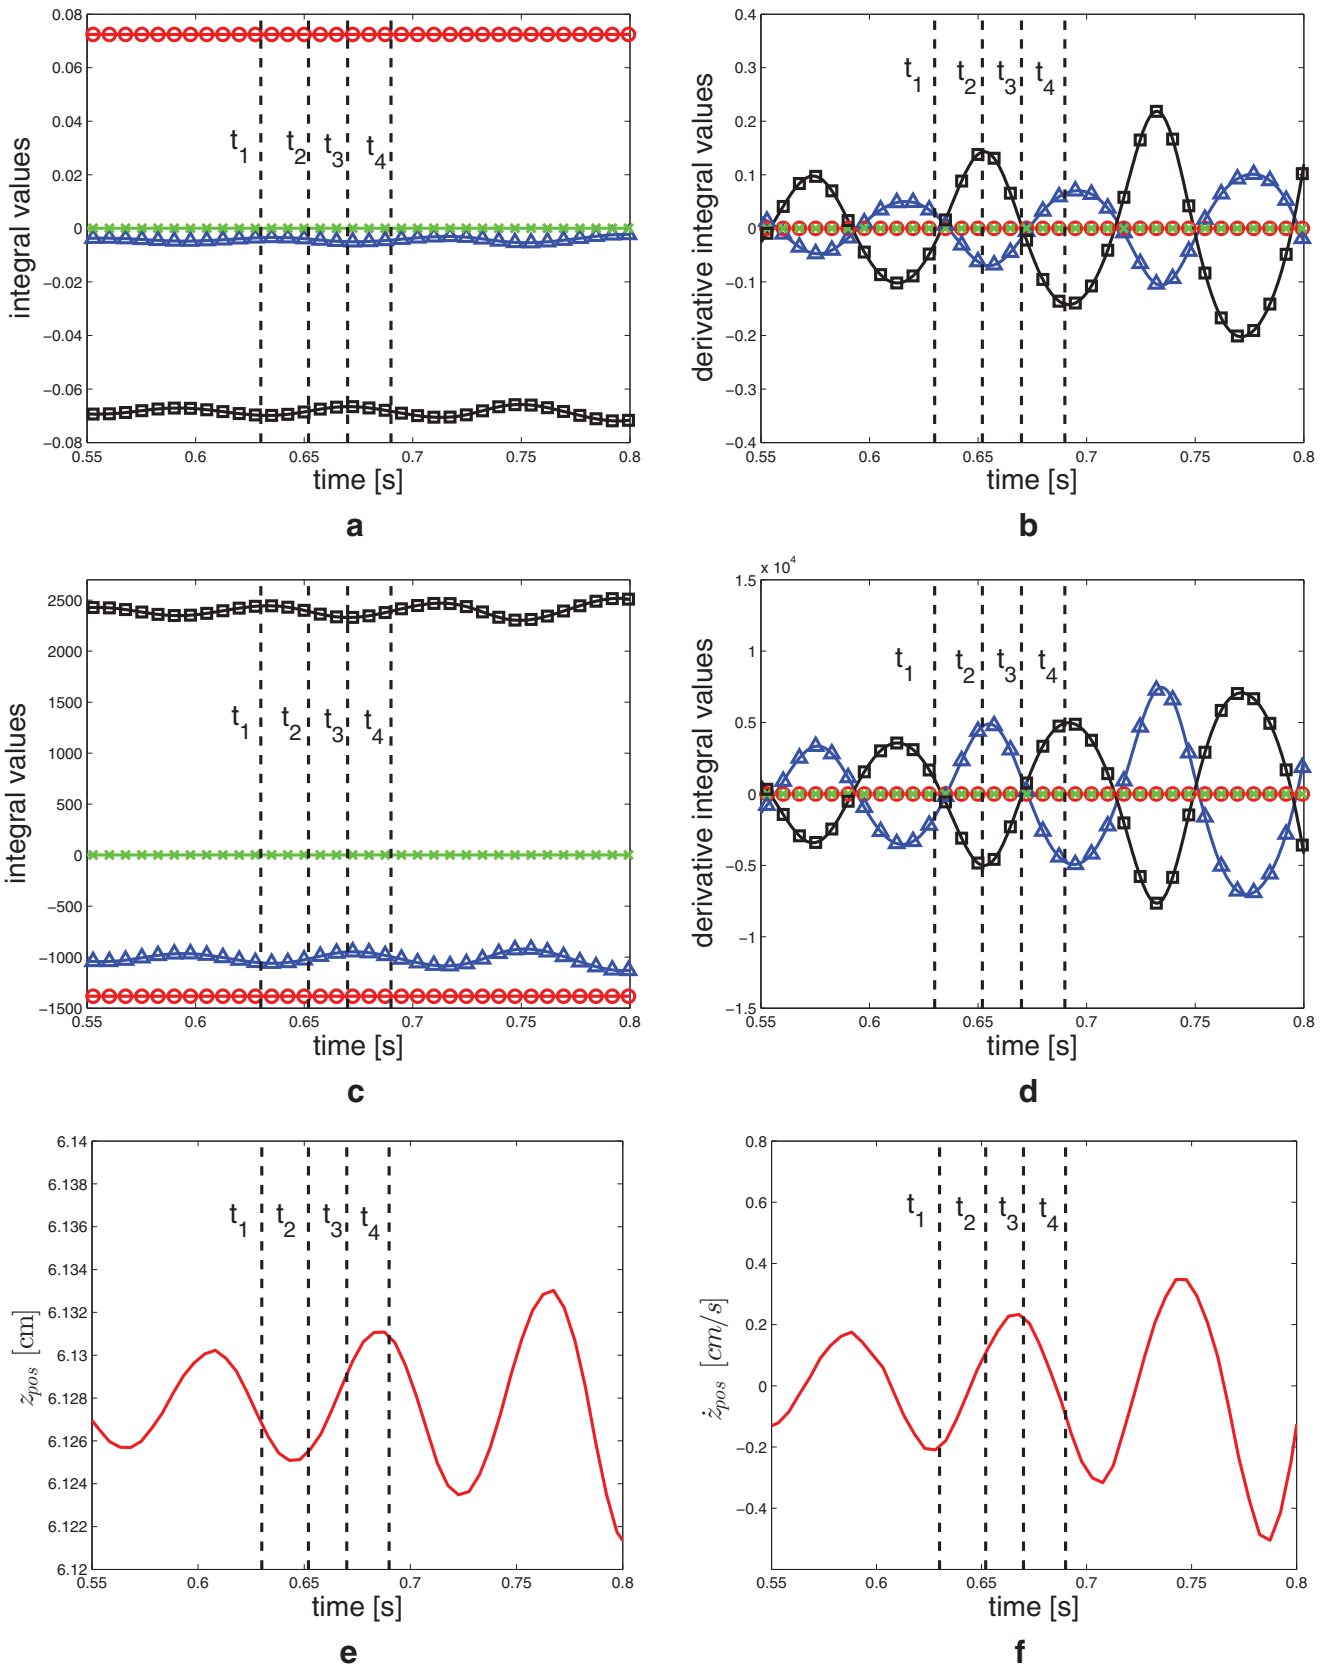 0.08
0.06
0.04
0.02
0
−0.02
−0.04
−0.06
−0.08
integral values
t1 t2 t3 t4
0.55 0.6 0.65 0.7 0.75 0.8
time [s]
a
0.4
0.3
0.2
0.1
0
−0.1
−0.2
−0.3
−0.4
derivative integral values
t1 t2 t3 t4
0.55 0.6 0.65 0.7 0.75 0.8
time [s]
b
2500
2000
1500
1000
500
0
−500
−1000
−1500
integral values
t1 t2 t3 t4
0.55 0.6 0.65 0.7 0.75 0.8
time [s]
c
x 10^4
1.5
1
0.5
0
−0.5
−1
−1.5
derivative integral values
t1 t2 t3 t4
0.55 0.6 0.65 0.7 0.75 0.8
time [s]
d
6.14
6.138
6.136
6.134
6.132
6.13
6.128
6.126
6.124
6.122
6.12
z_pos [cm]
t1 t2 t3 t4
0.55 0.6 0.65 0.7 0.75 0.8
time [s]
e
0.8
0.6
0.4
0.2
0
−0.2
−0.4
ż_pos [cm/s]
t1 t2 t3 t4
0.55 0.6 0.65 0.7 0.75 0.8
time [s]
f